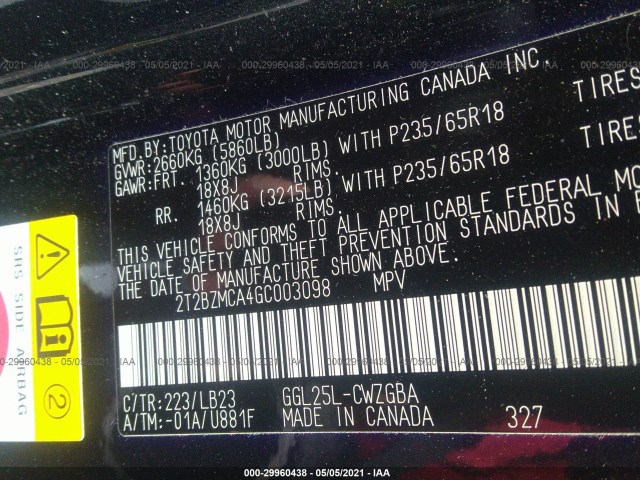 000-29960438 - 05/05/2021 - IAA
MFD.BY:TOYOTA MOTOR MANUFACTURING CANADA INC.
GVWR:2660KG (5860LB)
GAWR:FRT. 1360KG (3000LB) WITH P235/65R18 TIRES
18X8J RIMS.
RR. 1460KG (3215LB) WITH P235/65R18 TIRES
18X8J RIMS.
THIS VEHICLE CONFORMS TO ALL APPLICABLE FEDERAL MO
VEHICLE SAFETY AND THEFT PREVENTION STANDARDS IN
THE DATE OF MANUFACTURE SHOWN ABOVE.
2T2BZMCA4GC003098 MPV
C/TR:223/LB23 GGL25L-CWZGBA
A/TM:-01A/U881F MADE IN CANADA 327
SRS SIDE AIRBAG
2
000-29960438 - 05/05/2021 - IAA